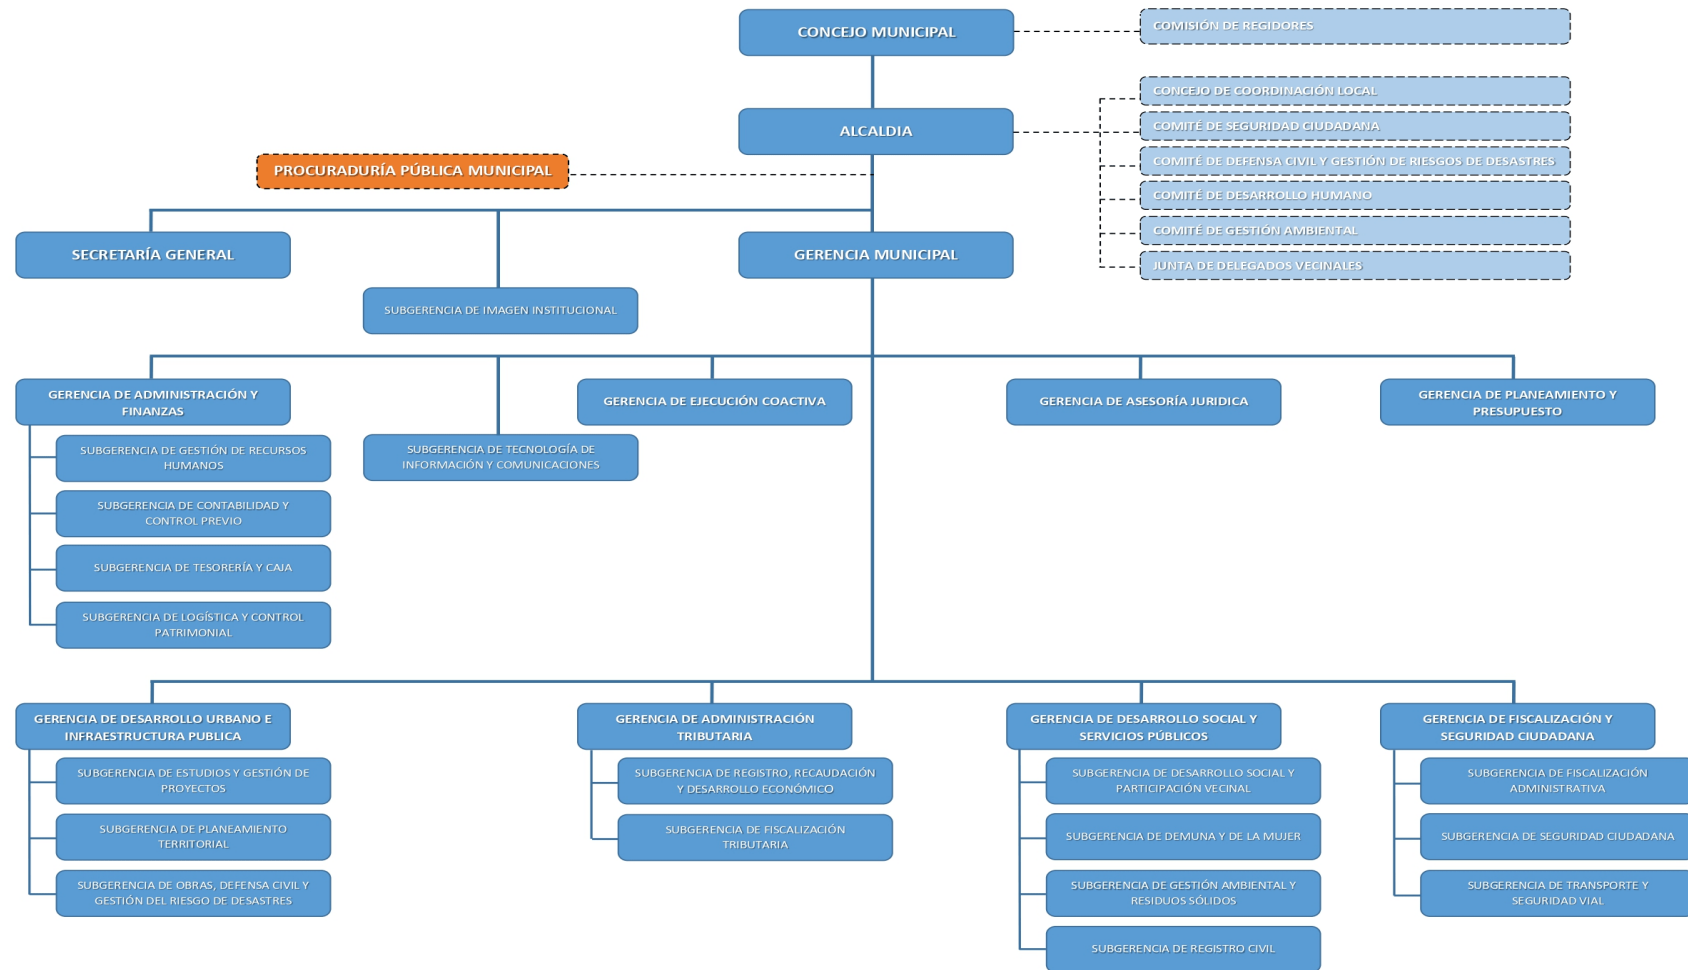 CONCEJO MUNICIPAL
COMISIÓN DE REGIDORES
ALCALDIA
CONCEJO DE COORDINACIÓN LOCAL
COMITÉ DE SEGURIDAD CIUDADANA
COMITÉ DE DEFENSA CIVIL Y GESTIÓN DE RIESGOS DE DESASTRES
COMITÉ DE DESARROLLO HUMANO
COMITÉ DE GESTIÓN AMBIENTAL
JUNTA DE DELEGADOS VECINALES
PROCURADURÍA PÚBLICA MUNICIPAL
SECRETARÍA GENERAL
GERENCIA MUNICIPAL
SUBGERENCIA DE IMAGEN INSTITUCIONAL
GERENCIA DE ADMINISTRACIÓN Y
FINANZAS
SUBGERENCIA DE GESTIÓN DE RECURSOS
HUMANOS
SUBGERENCIA DE CONTABILIDAD Y
CONTROL PREVIO
SUBGERENCIA DE TESORERÍA Y CAJA
SUBGERENCIA DE LOGÍSTICA Y CONTROL
PATRIMONIAL
SUBGERENCIA DE TECNOLOGÍA DE
INFORMACIÓN Y COMUNICACIONES
GERENCIA DE EJECUCIÓN COACTIVA
GERENCIA DE ASESORÍA JURIDICA
GERENCIA DE PLANEAMIENTO Y
PRESUPUESTO
GERENCIA DE DESARROLLO URBANO E
INFRAESTRUCTURA PUBLICA
SUBGERENCIA DE ESTUDIOS Y GESTIÓN DE
PROYECTOS
SUBGERENCIA DE PLANEAMIENTO
TERRITORIAL
SUBGERENCIA DE OBRAS, DEFENSA CIVIL Y
GESTIÓN DEL RIESGO DE DESASTRES
GERENCIA DE ADMINISTRACIÓN
TRIBUTARIA
SUBGERENCIA DE REGISTRO, RECAUDACIÓN
Y DESARROLLO ECONÓMICO
SUBGERENCIA DE FISCALIZACIÓN
TRIBUTARIA
GERENCIA DE DESARROLLO SOCIAL Y
SERVICIOS PÚBLICOS
SUBGERENCIA DE DESARROLLO SOCIAL Y
PARTICIPACIÓN VECINAL
SUBGERENCIA DE DEMUNA Y DE LA MUJER
SUBGERENCIA DE GESTIÓN AMBIENTAL Y
RESIDUOS SÓLIDOS
SUBGERENCIA DE REGISTRO CIVIL
GERENCIA DE FISCALIZACIÓN Y
SEGURIDAD CIUDADANA
SUBGERENCIA DE FISCALIZACIÓN
ADMINISTRATIVA
SUBGERENCIA DE SEGURIDAD CIUDADANA
SUBGERENCIA DE TRANSPORTE Y
SEGURIDAD VIAL